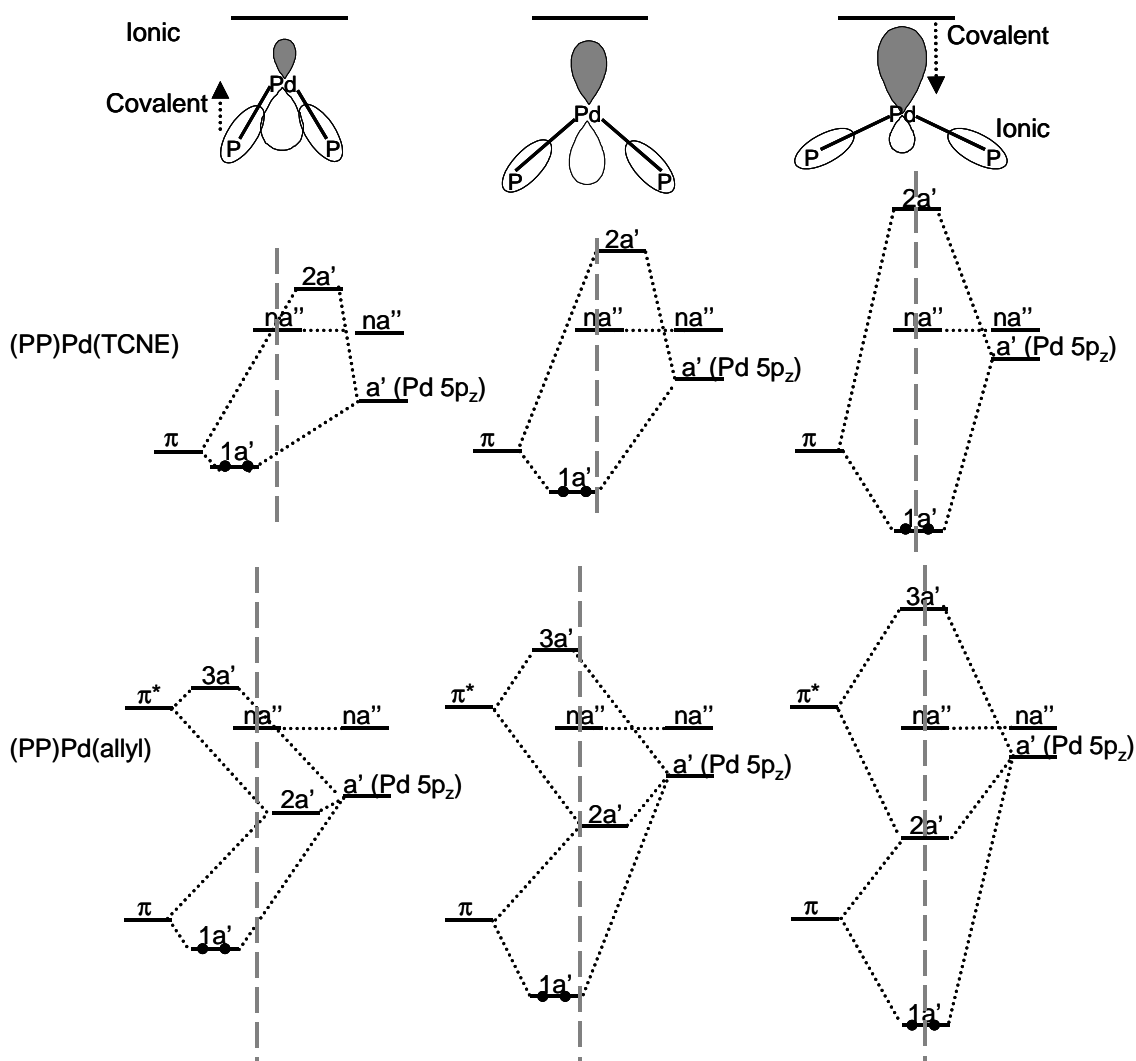 Ionic
Covalent
Pd
P P
Pd
P P
Covalent
Pd
Ionic
P P
(PP)Pd(TCNE)
2a’
na’’ na’’
a’ (Pd 5pz)
π
1a’
2a’
na’’ na’’
a’ (Pd 5pz)
π
1a’
2a’
na’’ na’’
a’ (Pd 5pz)
π
1a’
(PP)Pd(allyl)
3a’
π*
na’’ na’’
2a’ a’ (Pd 5pz)
π
1a’
3a’
π*
na’’ na’’
a’ (Pd 5pz)
2a’
π
1a’
3a’
π*
na’’ na’’
a’ (Pd 5pz)
2a’
π
1a’